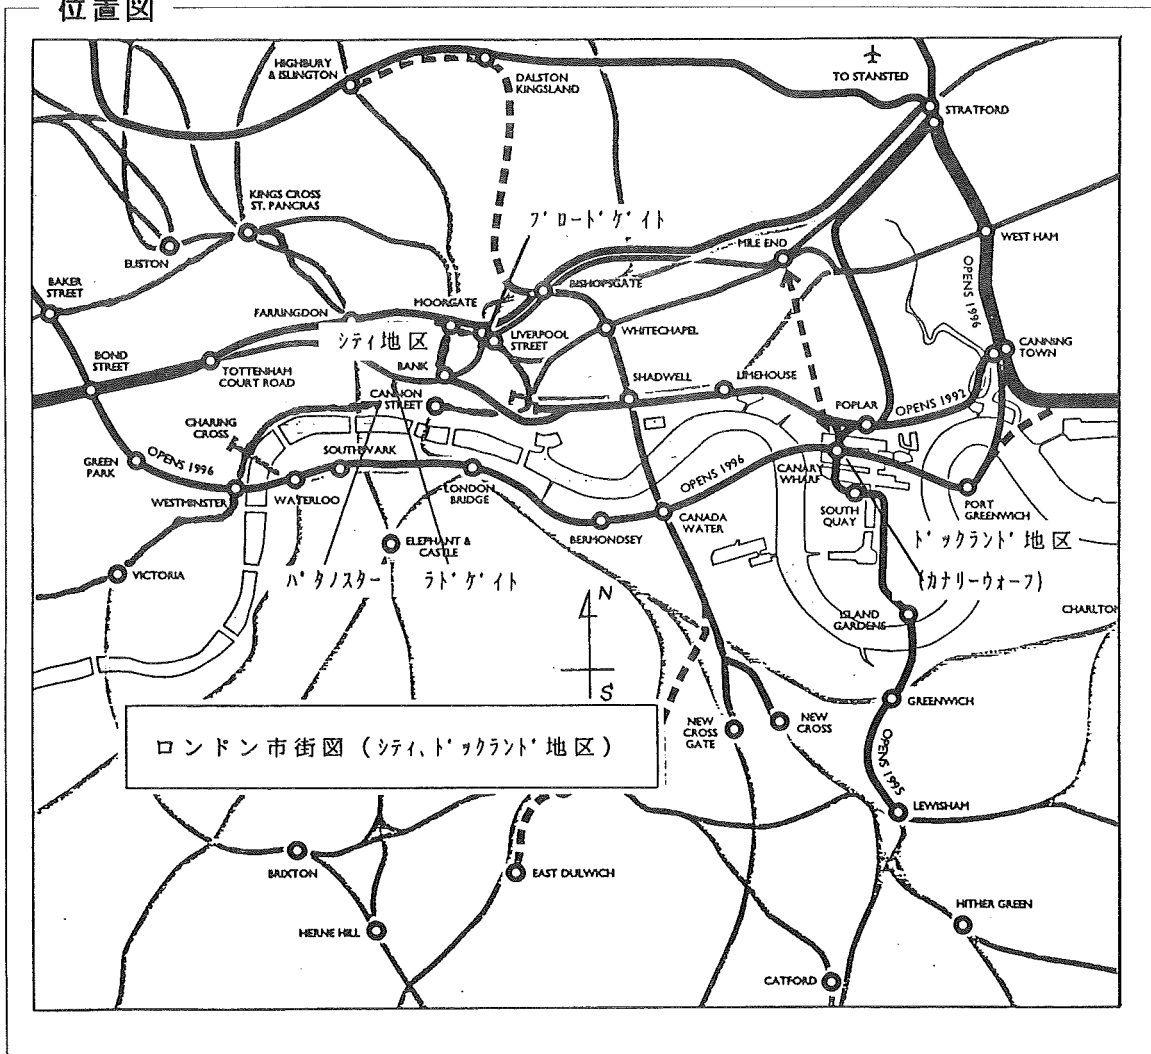 位置図
HIGHBURY
& ISLINGTON
DALSTON
KINGSLAND
TO STANSTED
STRATFORD
KINGS CROSS
ST. PANCRAS
ブロードゲイト
EUSTON
MILE END
WEST HAM
BAKER
STREET
BISHOPSGATE
OPENS 1996
MOORGATE
FARRINGDON
シティ地区
LIVERPOOL
STREET
WHITECHAPEL
CANNING
TOWN
BOND
STREET
TOTTENHAM
COURT ROAD
BANK
SHADWELL
LIMEHOUSE
CANNON
STREET
POPLAR
OPENS 1992
CHARING
CROSS
GREEN
PARK
OPENS 1996
SOUTHWARK
WESTMINSTER
WATERLOO
LONDON
BRIDGE
OPENS 1996
CANARY
WHARF
SOUTH
QUAY
PORT
GREENWICH
CANADA
WATER
BERMONDSEY
ELEPHANT &
CASTLE
ドックランド地区
VICTORIA
パタノスター
ラドゲイト
(カナリーウォーフ)
N
S
ISLAND
GARDENS
CHARLTON
GREENWICH
NEW
CROSS
GATE
NEW
CROSS
ロンドン市街図(シティ、ドックランド地区)
OPENS 1995
LEWISHAM
BRIXTON
EAST DULWICH
HITHER GREEN
HERNE HILL
CATFORD